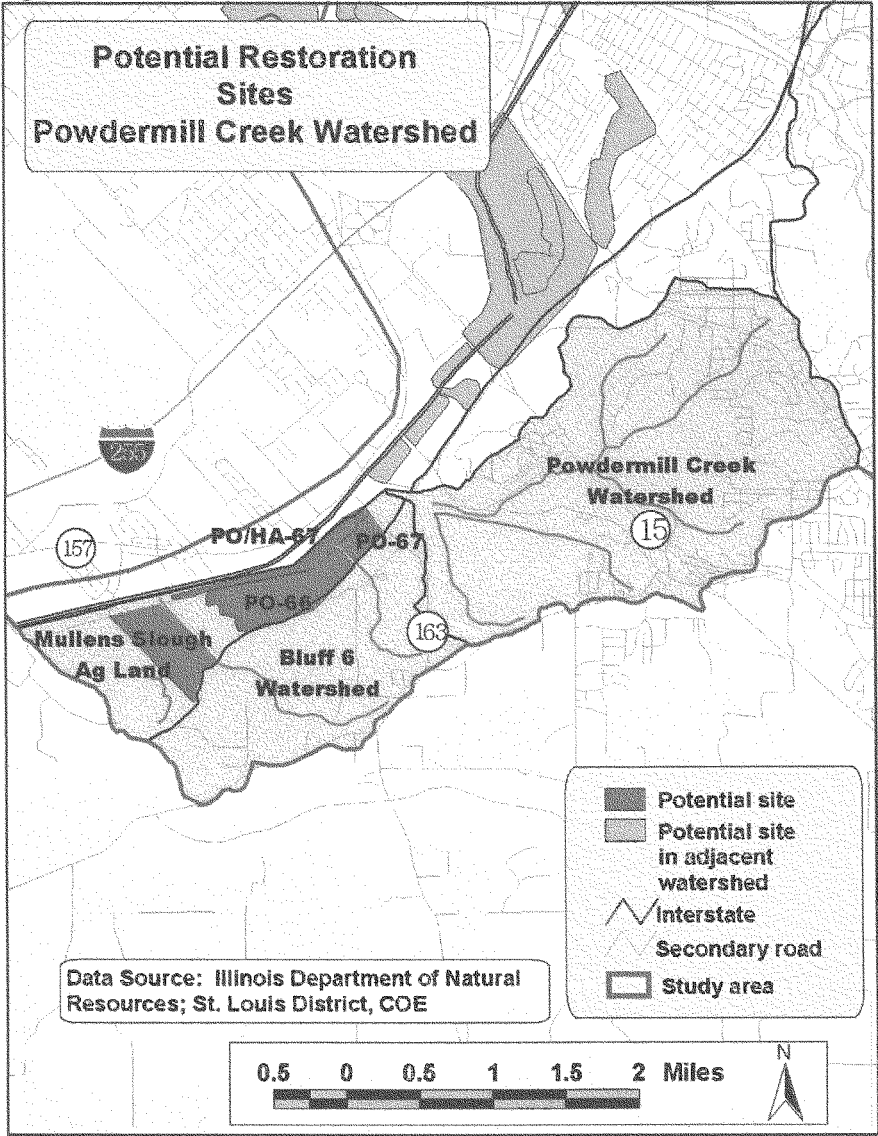 Potential Restoration
Sites
Powdermill Creek Watershed
Powdermill Creek
Watershed
15
157
PO/HA-67
PO-67
PO-66
163
Mullens Slough
Ag Land
Bluff 6
Watershed
Potential site
Potential site
in adjacent
watershed
Interstate
Secondary road
Study area
Data Source: Illinois Department of Natural
Resources; St. Louis District, COE
0.5 0 0.5 1 1.5 2 Miles
N